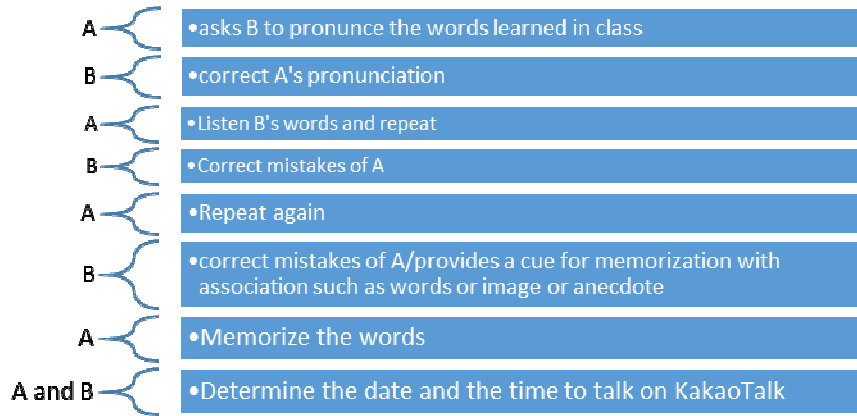 A
•asks B to pronunce the words learned in class
B
•correct A's pronunciation
A
•Listen B's words and repeat
B
•Correct mistakes of A
A
•Repeat again
B
•correct mistakes of A/provides a cue for memorization with
association such as words or image or anecdote
A
•Memorize the words
A and B
•Determine the date and the time to talk on KakaoTalk